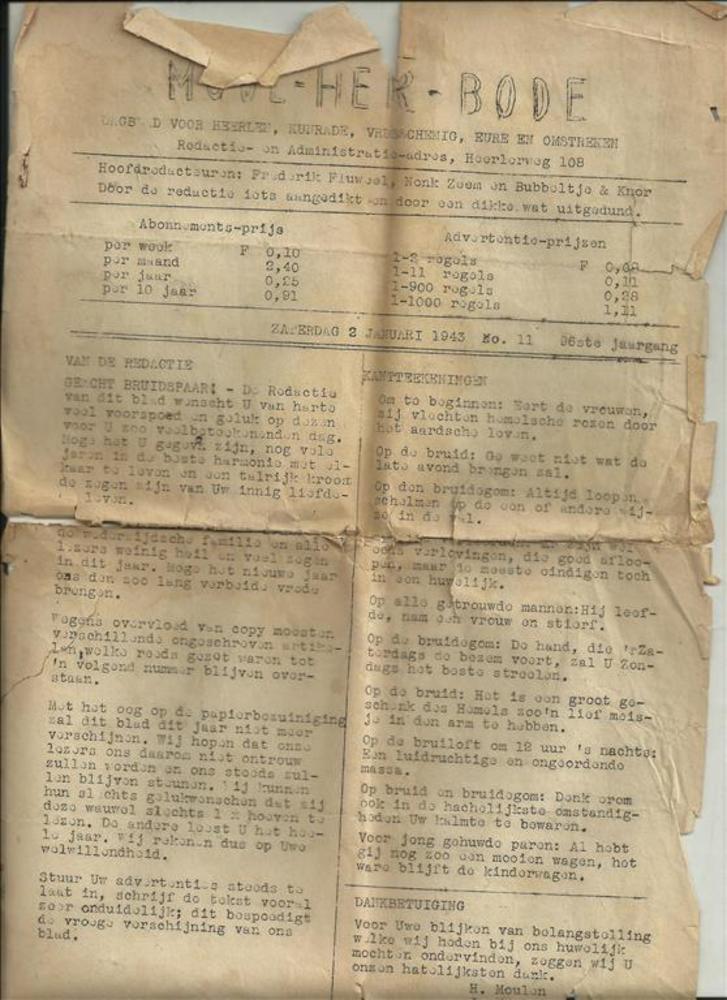 MOUL-HER-BODE
DAGBLAD VOOR HEERLEN, KUNRADE, VRUSSCHEMIG, EURE EN OMSTREKEN
Redactie- en Administratie-adres, Heerlerweg 108
Hoofdredacteuren: Frederik Fluweel, Nonk Zoem en Bubbeltje & Knor
Door de redactie iets aangedikt en door een dikke wat uitgedund.
Abonnements-prijs
per week F 0,10
per maand 2,40
per jaar 0,25
per 10 jaar 0,91
Advertentie-prijzen
1-2 regels F 0,08
1-11 regels 0,11
1-900 regels 0,28
1-1000 regels 1,11
ZATERDAG 2 JANUARI 1943 No. 11 96ste jaargang
VAN DE REDACTIE
GEACHT BRUIDSPAAR! - De Redactie
van dit blad wenscht U van harte
veel voorspoed en geluk op dezen
voor U zoo veelbeteekenenden dag.
Moge het U gegeven zijn, nog vele
jaren in de beste harmonie met el-
kaar te leven en een talrijk kroost
de zegen zijn van Uw innig liefde-
leven.
de wederzijdsche familie en alle
lezers weinig heil en veel zegen
in dit jaar. Moge het nieuwe jaar
ons den zoo lang verbeide vrede
brengen.
Wegens overvloed van copy moesten
verschillende ongeschreven artike-
len, welke reeds gezet waren tot
'n volgend nummer blijven over-
staan.
Met het oog op de papierbezuiniging
zal dit blad dit jaar niet meer
verschijnen. Wij hopen dat onze
lezers ons daarom niet ontrouw
zullen worden en ons steeds zul-
len blijven steunen. Wij kunnen
hun slechts gelukwenschen dat zij
deze wauwel slechts 1 x hoeven te
lezen. De andere leest U het hee-
le jaar. Wij rekenen dus op Uwe
welwillendheid.
Stuur Uw advertenties steeds te
laat in, schrijf de tekst vooral
zeer onduidelijk; dit bespoedigt
de vroege verschijning van ons
blad.
KANTTEEKENINGEN
Om te beginnen: Eert de vrouwen,
zij vlechten hemelsche rozen door
het aardsche leven.
Op de bruid: Ge weet niet wat de
late avond brengen zal.
Op den bruidegom: Altijd loopen
schelmen op de een of andere wij-
ze in de val.
eens verlovingen, die goed afloo-
pen, maar de meeste eindigen toch
in een huwelijk.
Op alle getrouwde mannen: Hij leef-
de, nam een vrouw en stierf.
Op de bruidegom: De hand, die 'r Za-
terdags de bezem voert, zal U Zon-
dags het beste streelen.
Op de bruid: Het is een groot ge-
schenk des Hemels zoo'n lief meis-
je in den arm te hebben.
Op de bruiloft om 12 uur 's nachts:
Een luidruchtige en ongeordende
massa.
Op bruid en bruidegom: Denk erom
ook in de hachelijkste omstandig-
heden Uw kalmte te bewaren.
Voor jong gehuwde paren: Al hebt
gij nog zoo een mooien wagen, het
ware blijft de kinderwagen.
DANKBETUIGING
Voor Uwe blijken van belangstelling
welke wij heden bij ons huwelijk
mochten ondervinden, zeggen wij U
onzen hatelijksten dank.
H. Moulen